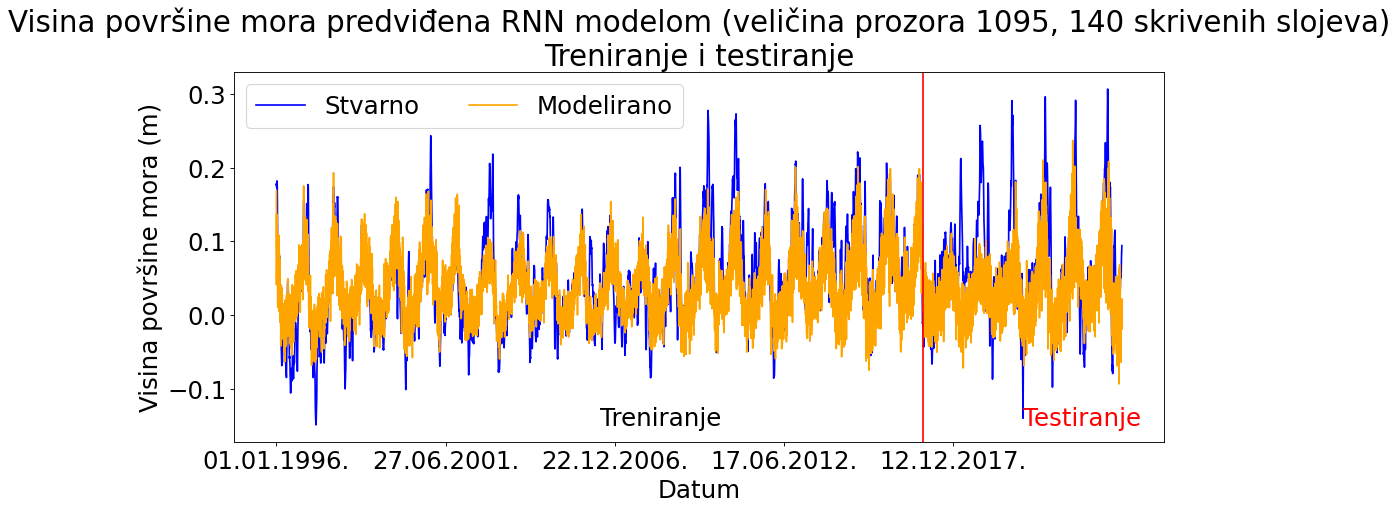 Visina površine mora predviđena RNN modelom (veličina prozora 1095, 140 skrivenih slojeva)
Treniranje i testiranje
Stvarno
Modelirano
Visina površine mora (m)
0.3
0.2
0.1
0.0
−0.1
Treniranje
Testiranje
01.01.1996.
27.06.2001.
22.12.2006.
17.06.2012.
12.12.2017.
Datum